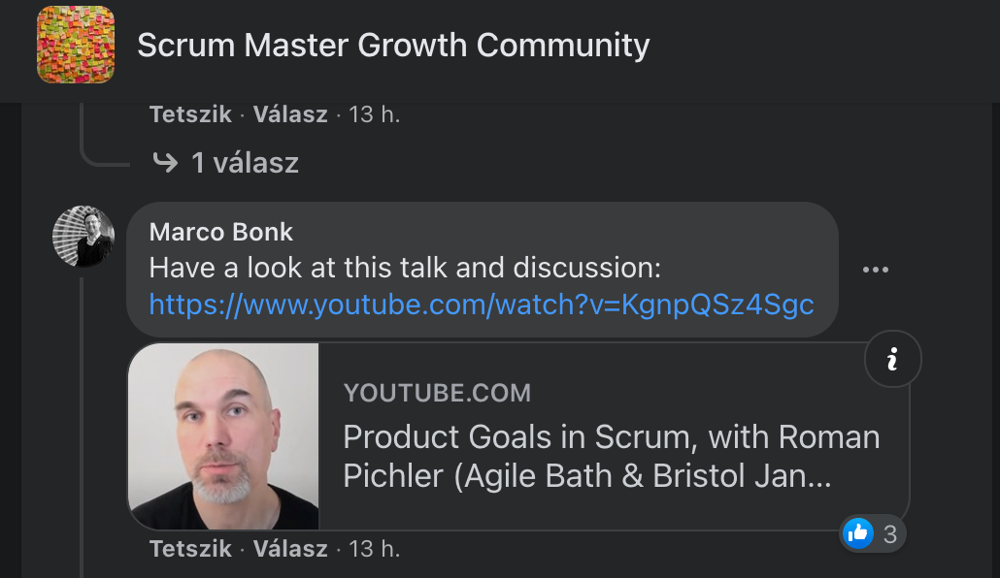 Scrum Master Growth Community
Tetszik · Válasz · 13 h.
1 válasz
Marco Bonk
Have a look at this talk and discussion:
https://www.youtube.com/watch?v=KgnpQSz4Sgc
YOUTUBE.COM
Product Goals in Scrum, with Roman
Pichler (Agile Bath & Bristol Jan...
Tetszik · Válasz · 13 h.
3